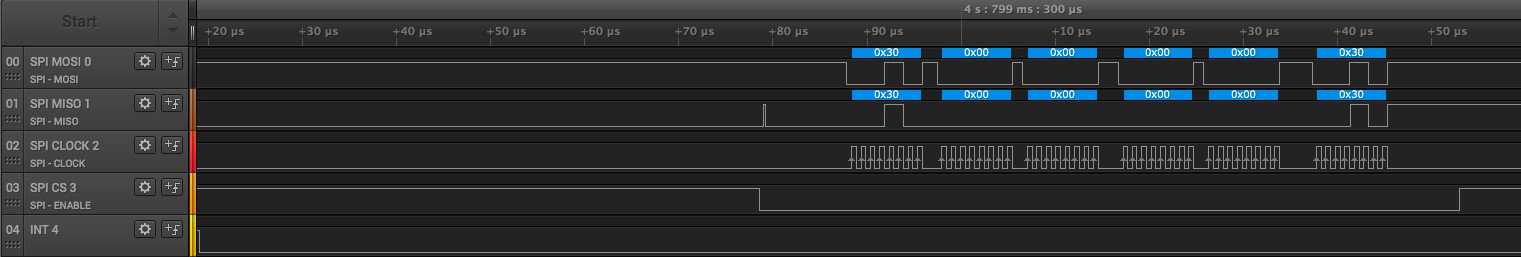 Start
4 s : 799 ms : 300 µs
+20 µs +30 µs +40 µs +50 µs +60 µs +70 µs +80 µs +90 µs +10 µs +20 µs +30 µs +40 µs +50 µs
00 SPI MOSI 0
SPI - MOSI
0x30 0x00 0x00 0x00 0x00 0x30
01 SPI MISO 1
SPI - MISO
0x30 0x00 0x00 0x00 0x00 0x30
02 SPI CLOCK 2
SPI - CLOCK
03 SPI CS 3
SPI - ENABLE
04 INT 4